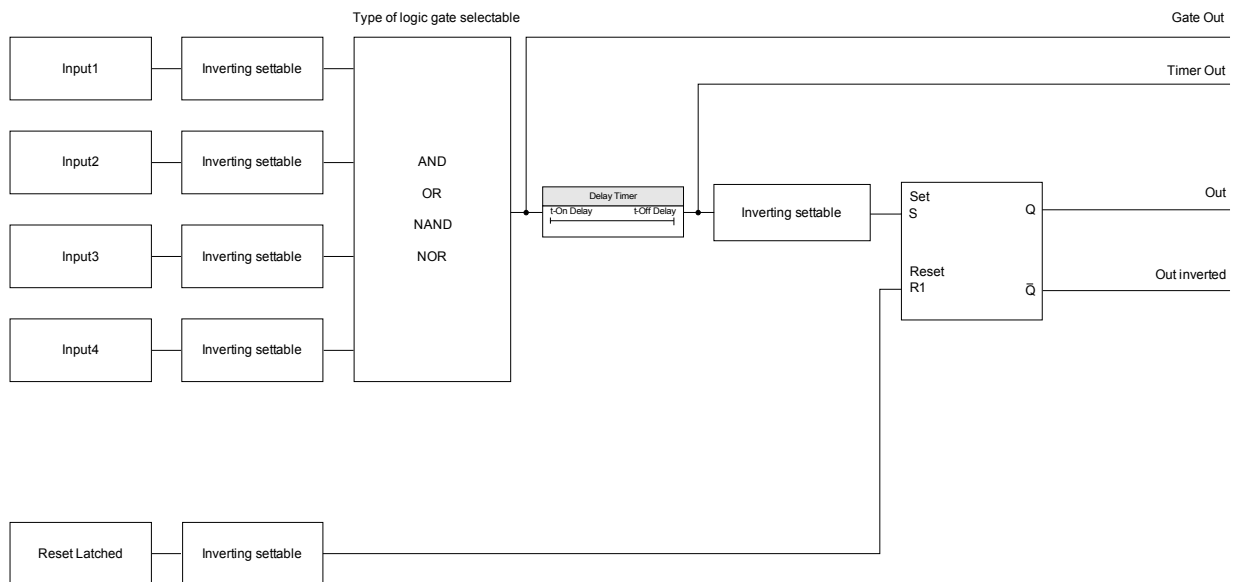 Type of logic gate selectable
Gate Out
Input1
Inverting settable
Timer Out
Input2
Inverting settable
AND
OR
NAND
NOR
Delay Timer
t-On Delay
t-Off Delay
Inverting settable
Set
S
Q
Out
Input3
Inverting settable
Reset
R1
Q̅
Out inverted
Input4
Inverting settable
Reset Latched
Inverting settable